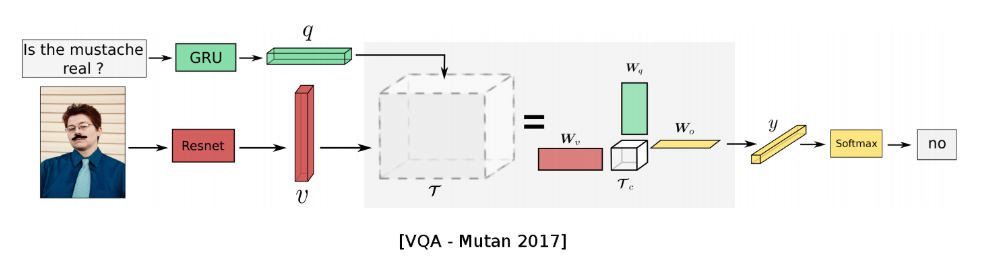 Is the mustache
real ?
GRU
q
Resnet
v
𝒯
=
W_q
W_v
W_o
𝒯_c
y
Softmax
no
[VQA - Mutan 2017]